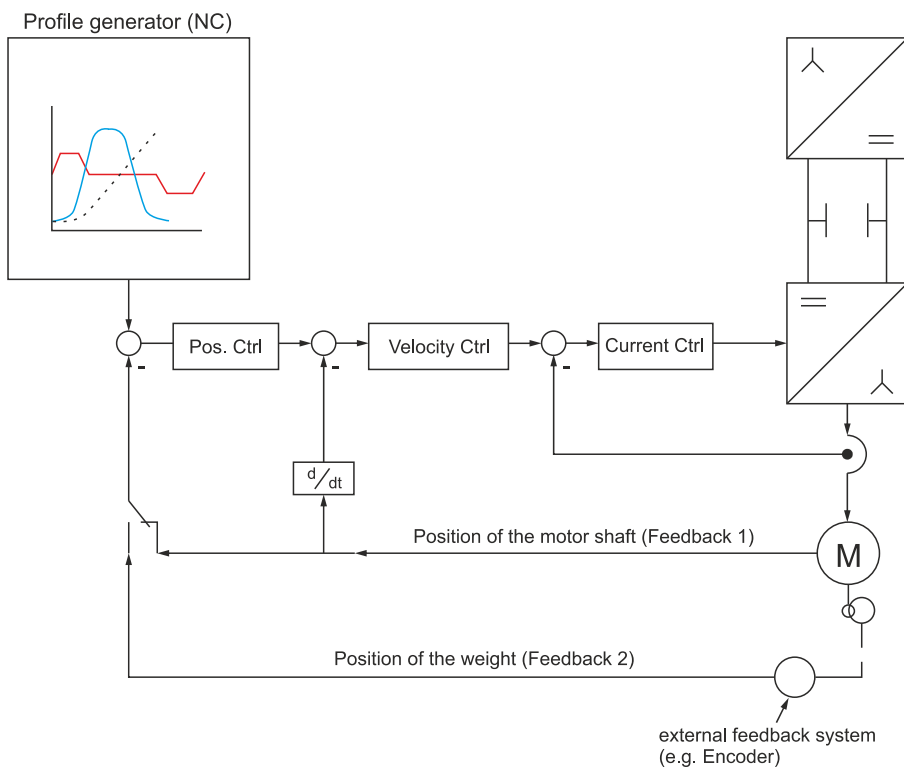 Profile generator (NC)
Pos. Ctrl
Velocity Ctrl
Current Ctrl
-
-
-
d/dt
Position of the motor shaft (Feedback 1)
M
Position of the weight (Feedback 2)
external feedback system
(e.g. Encoder)